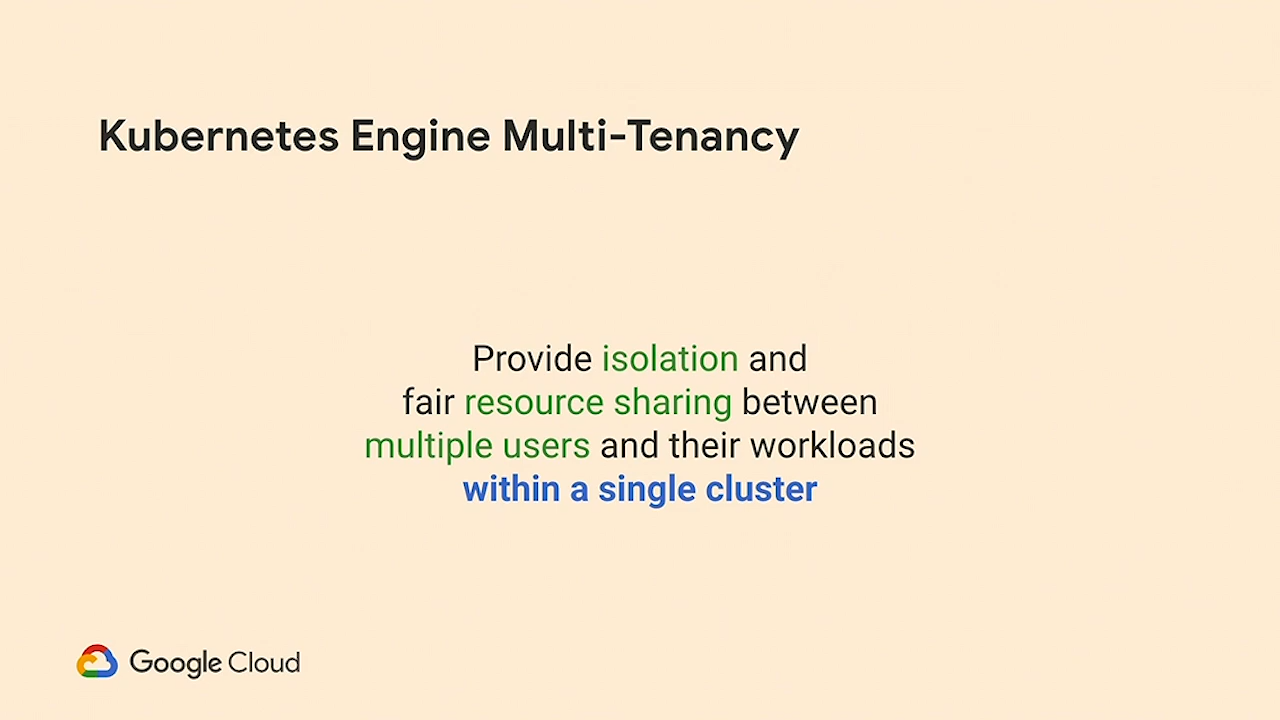 Kubernetes Engine Multi-Tenancy
Provide isolation and
fair resource sharing between
multiple users and their workloads
within a single cluster
Google Cloud